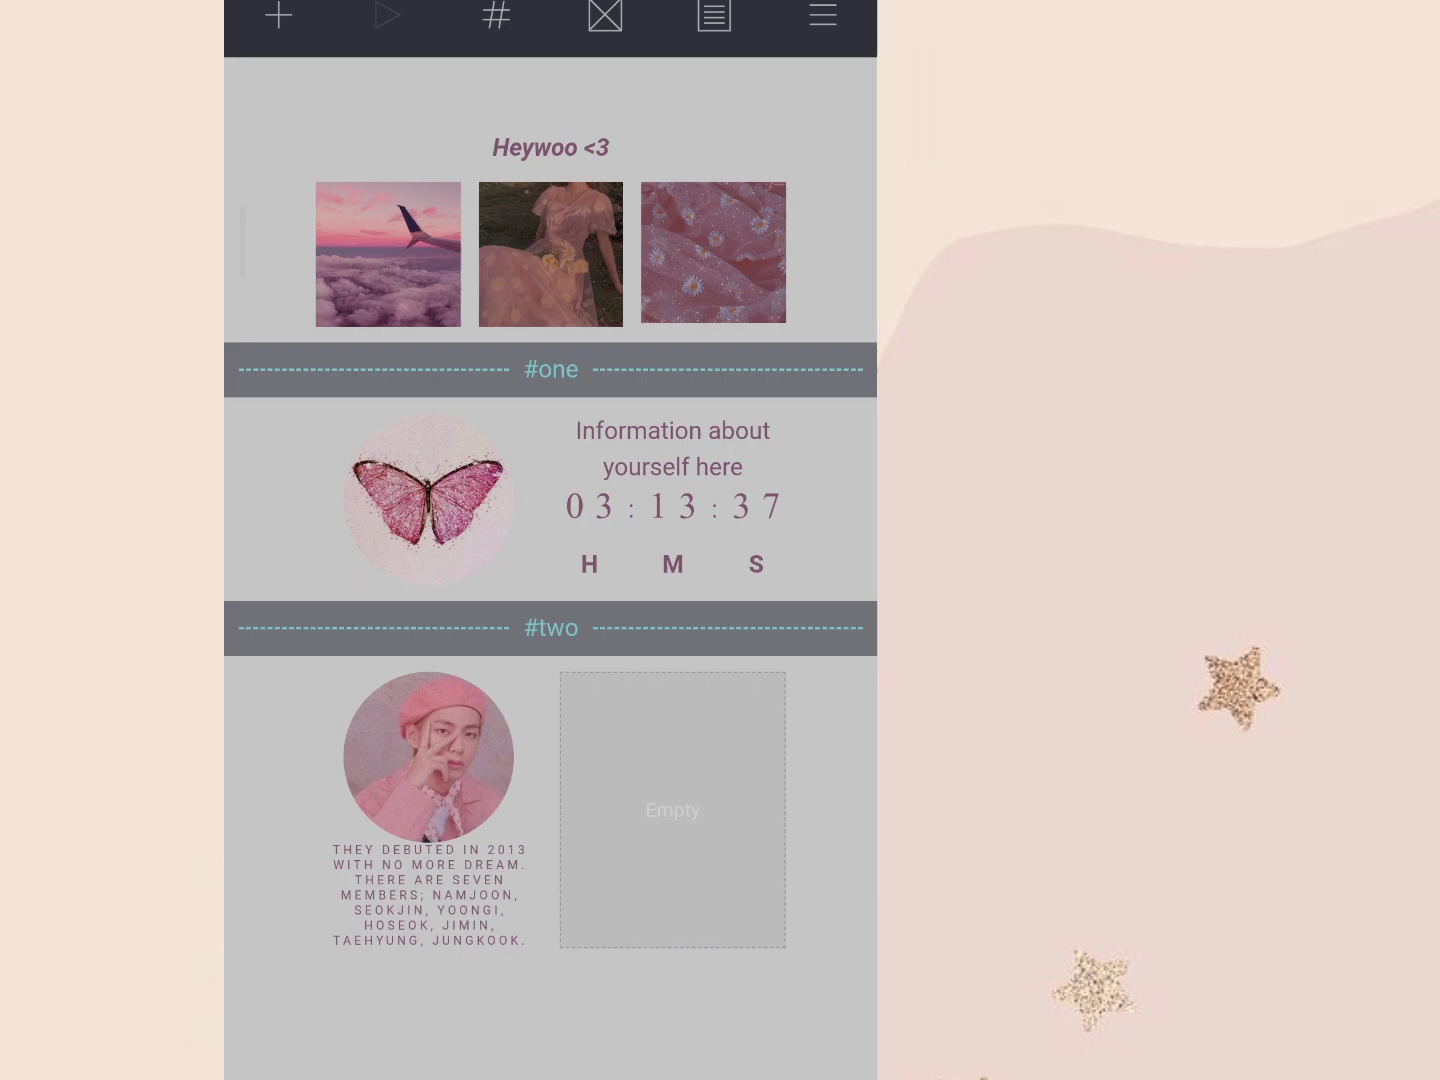 Heywoo <3
#one
Information about
yourself here
03:13:37
H M S
#two
Empty
THEY DEBUTED IN 2013
WITH NO MORE DREAM.
THERE ARE SEVEN
MEMBERS; NAMJOON,
SEOKJIN, YOONGI,
HOSEOK, JIMIN,
TAEHYUNG, JUNGKOOK.